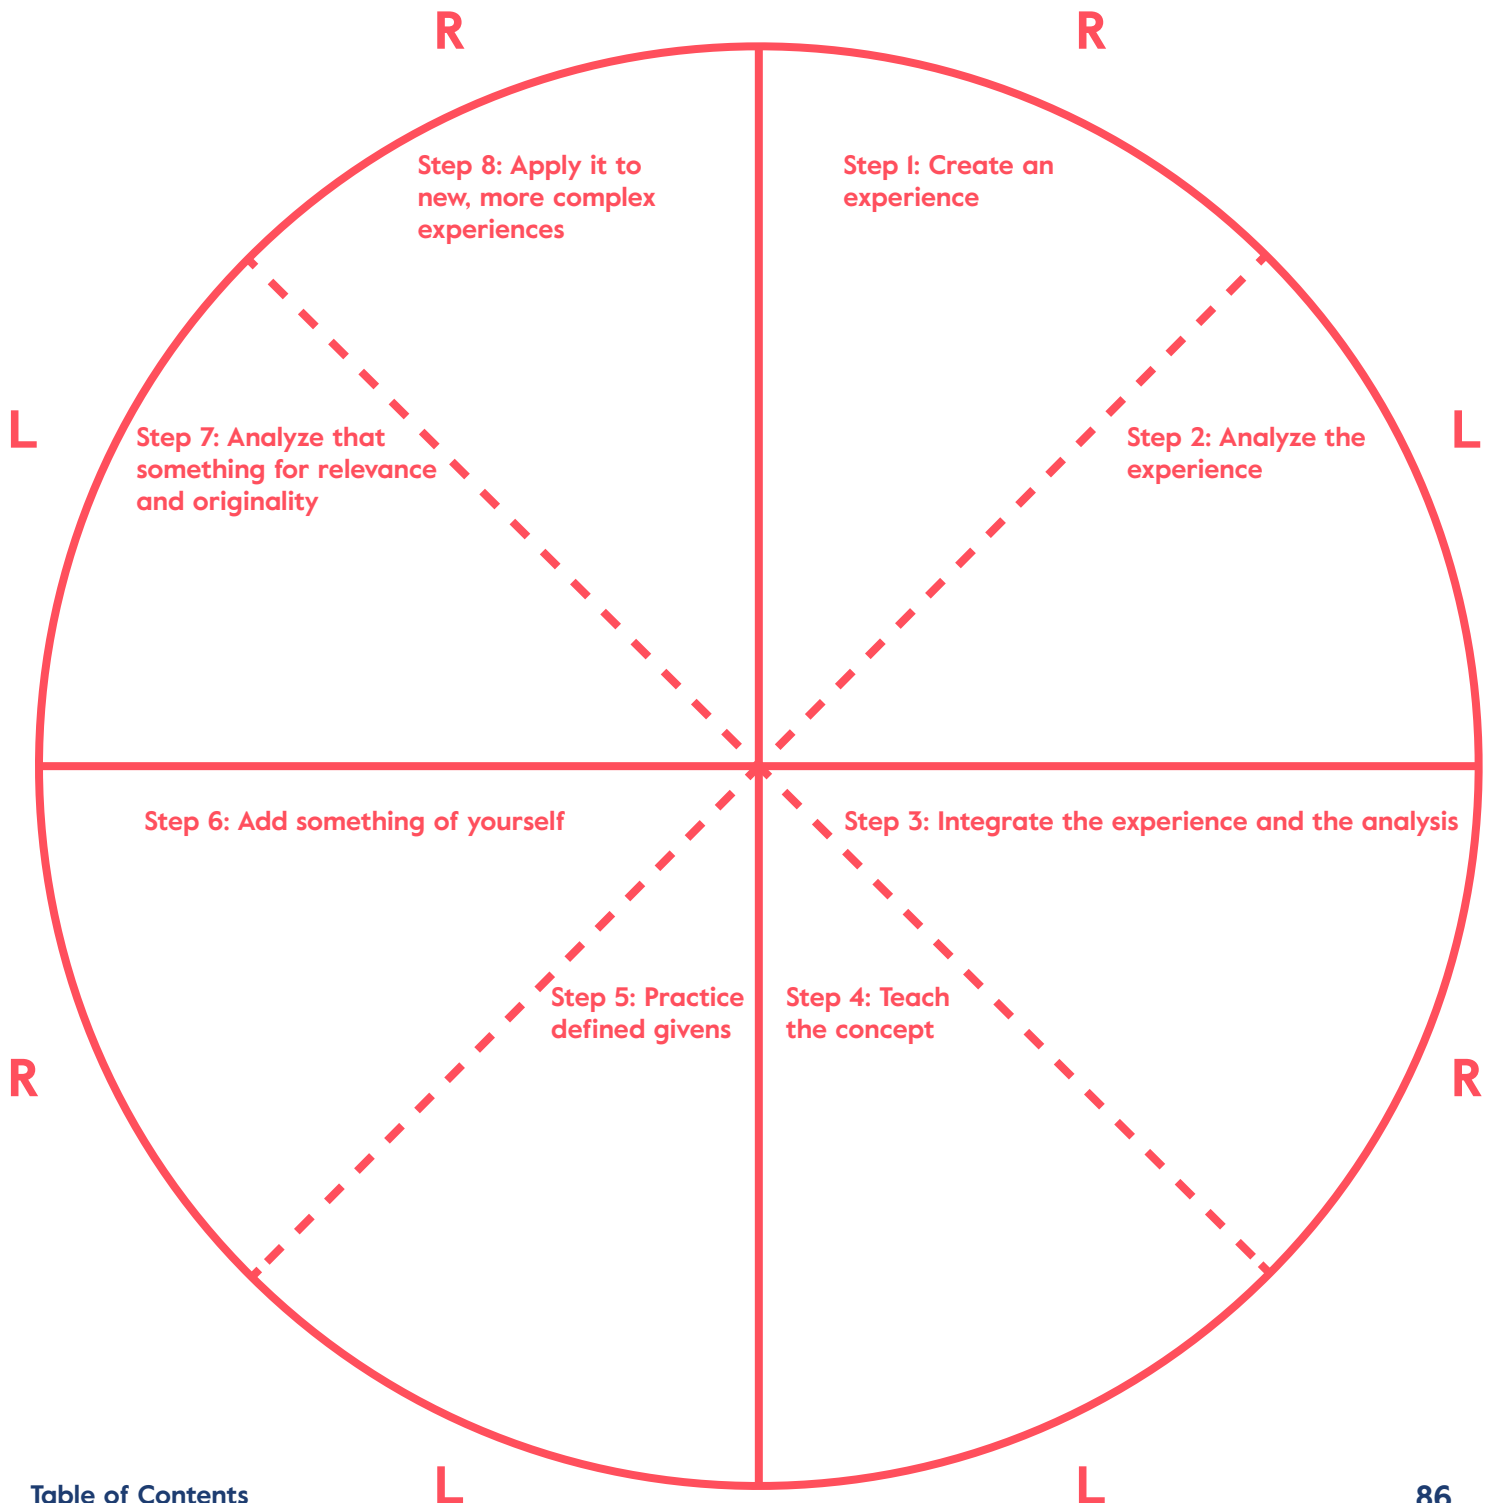 R
R
Step 8: Apply it to
new, more complex
experiences
Step 1: Create an
experience
L
Step 7: Analyze that
something for relevance
and originality
Step 2: Analyze the
experience
L
Step 6: Add something of yourself
Step 3: Integrate the experience and the analysis
Step 5: Practice
defined givens
Step 4: Teach
the concept
R
R
L
L
Table of Contents
86